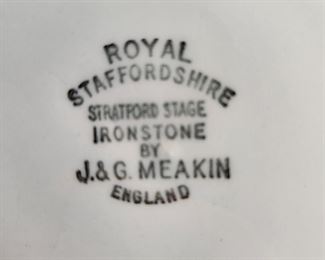 ROYAL
STAFFORDSHIRE
STRATFORD STAGE
IRONSTONE
BY
J.&G. MEAKIN
ENGLAND